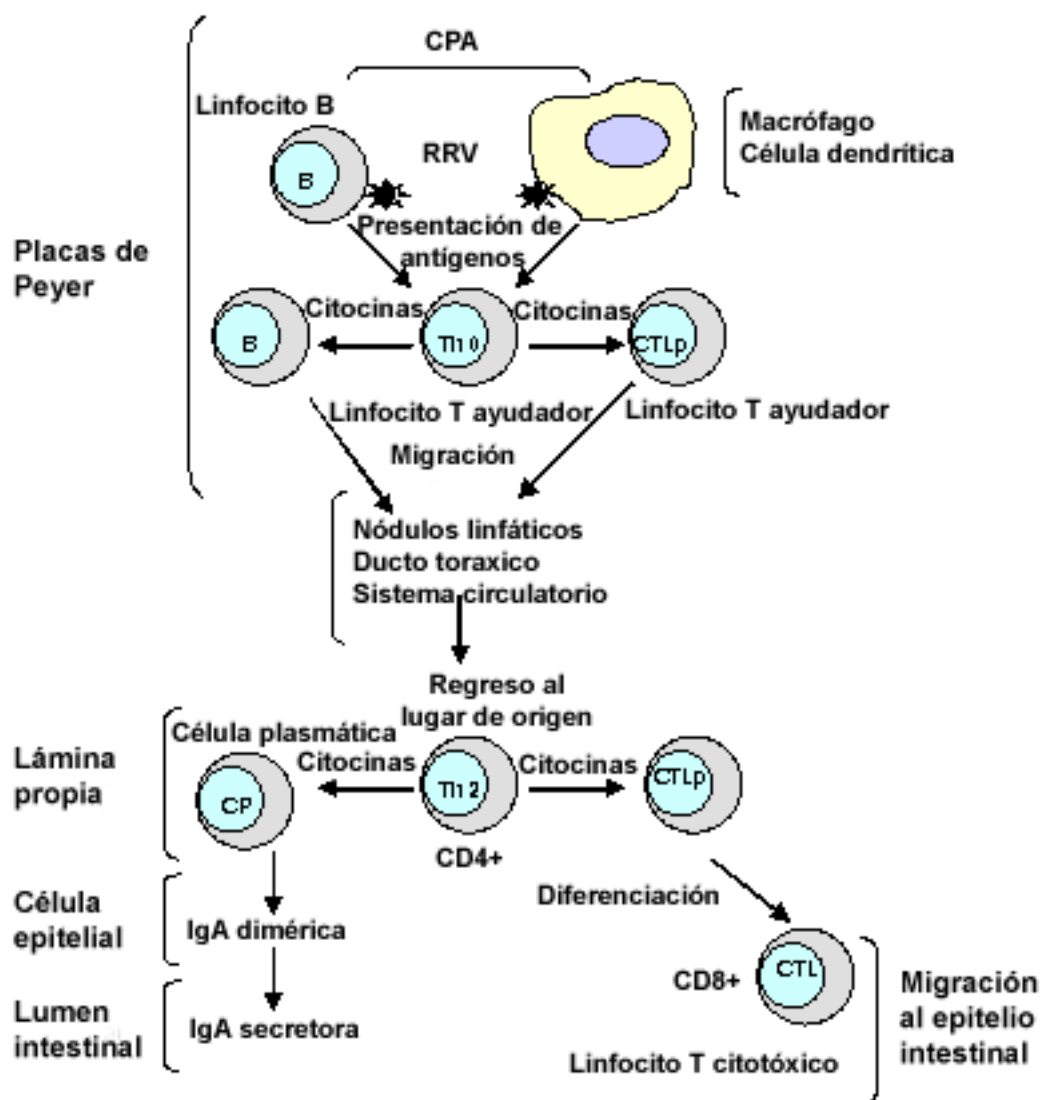 CPA
Linfocito B
RRV
Macrófago
Célula dendrítica
B
Presentación de
antígenos
Placas de
Peyer
Citocinas
Citocinas
B
Th0
CTLp
Linfocito T ayudador
Linfocito T ayudador
Migración
Nódulos linfáticos
Ducto toraxico
Sistema circulatorio
Regreso al
lugar de origen
Célula plasmática
Lámina
propia
Citocinas
Citocinas
CP
Th2
CTLp
CD4+
Diferenciación
Célula
epitelial
IgA dimérica
CTL
CD8+
Migración
al epitelio
intestinal
Lumen
intestinal
IgA secretora
Linfocito T citotóxico